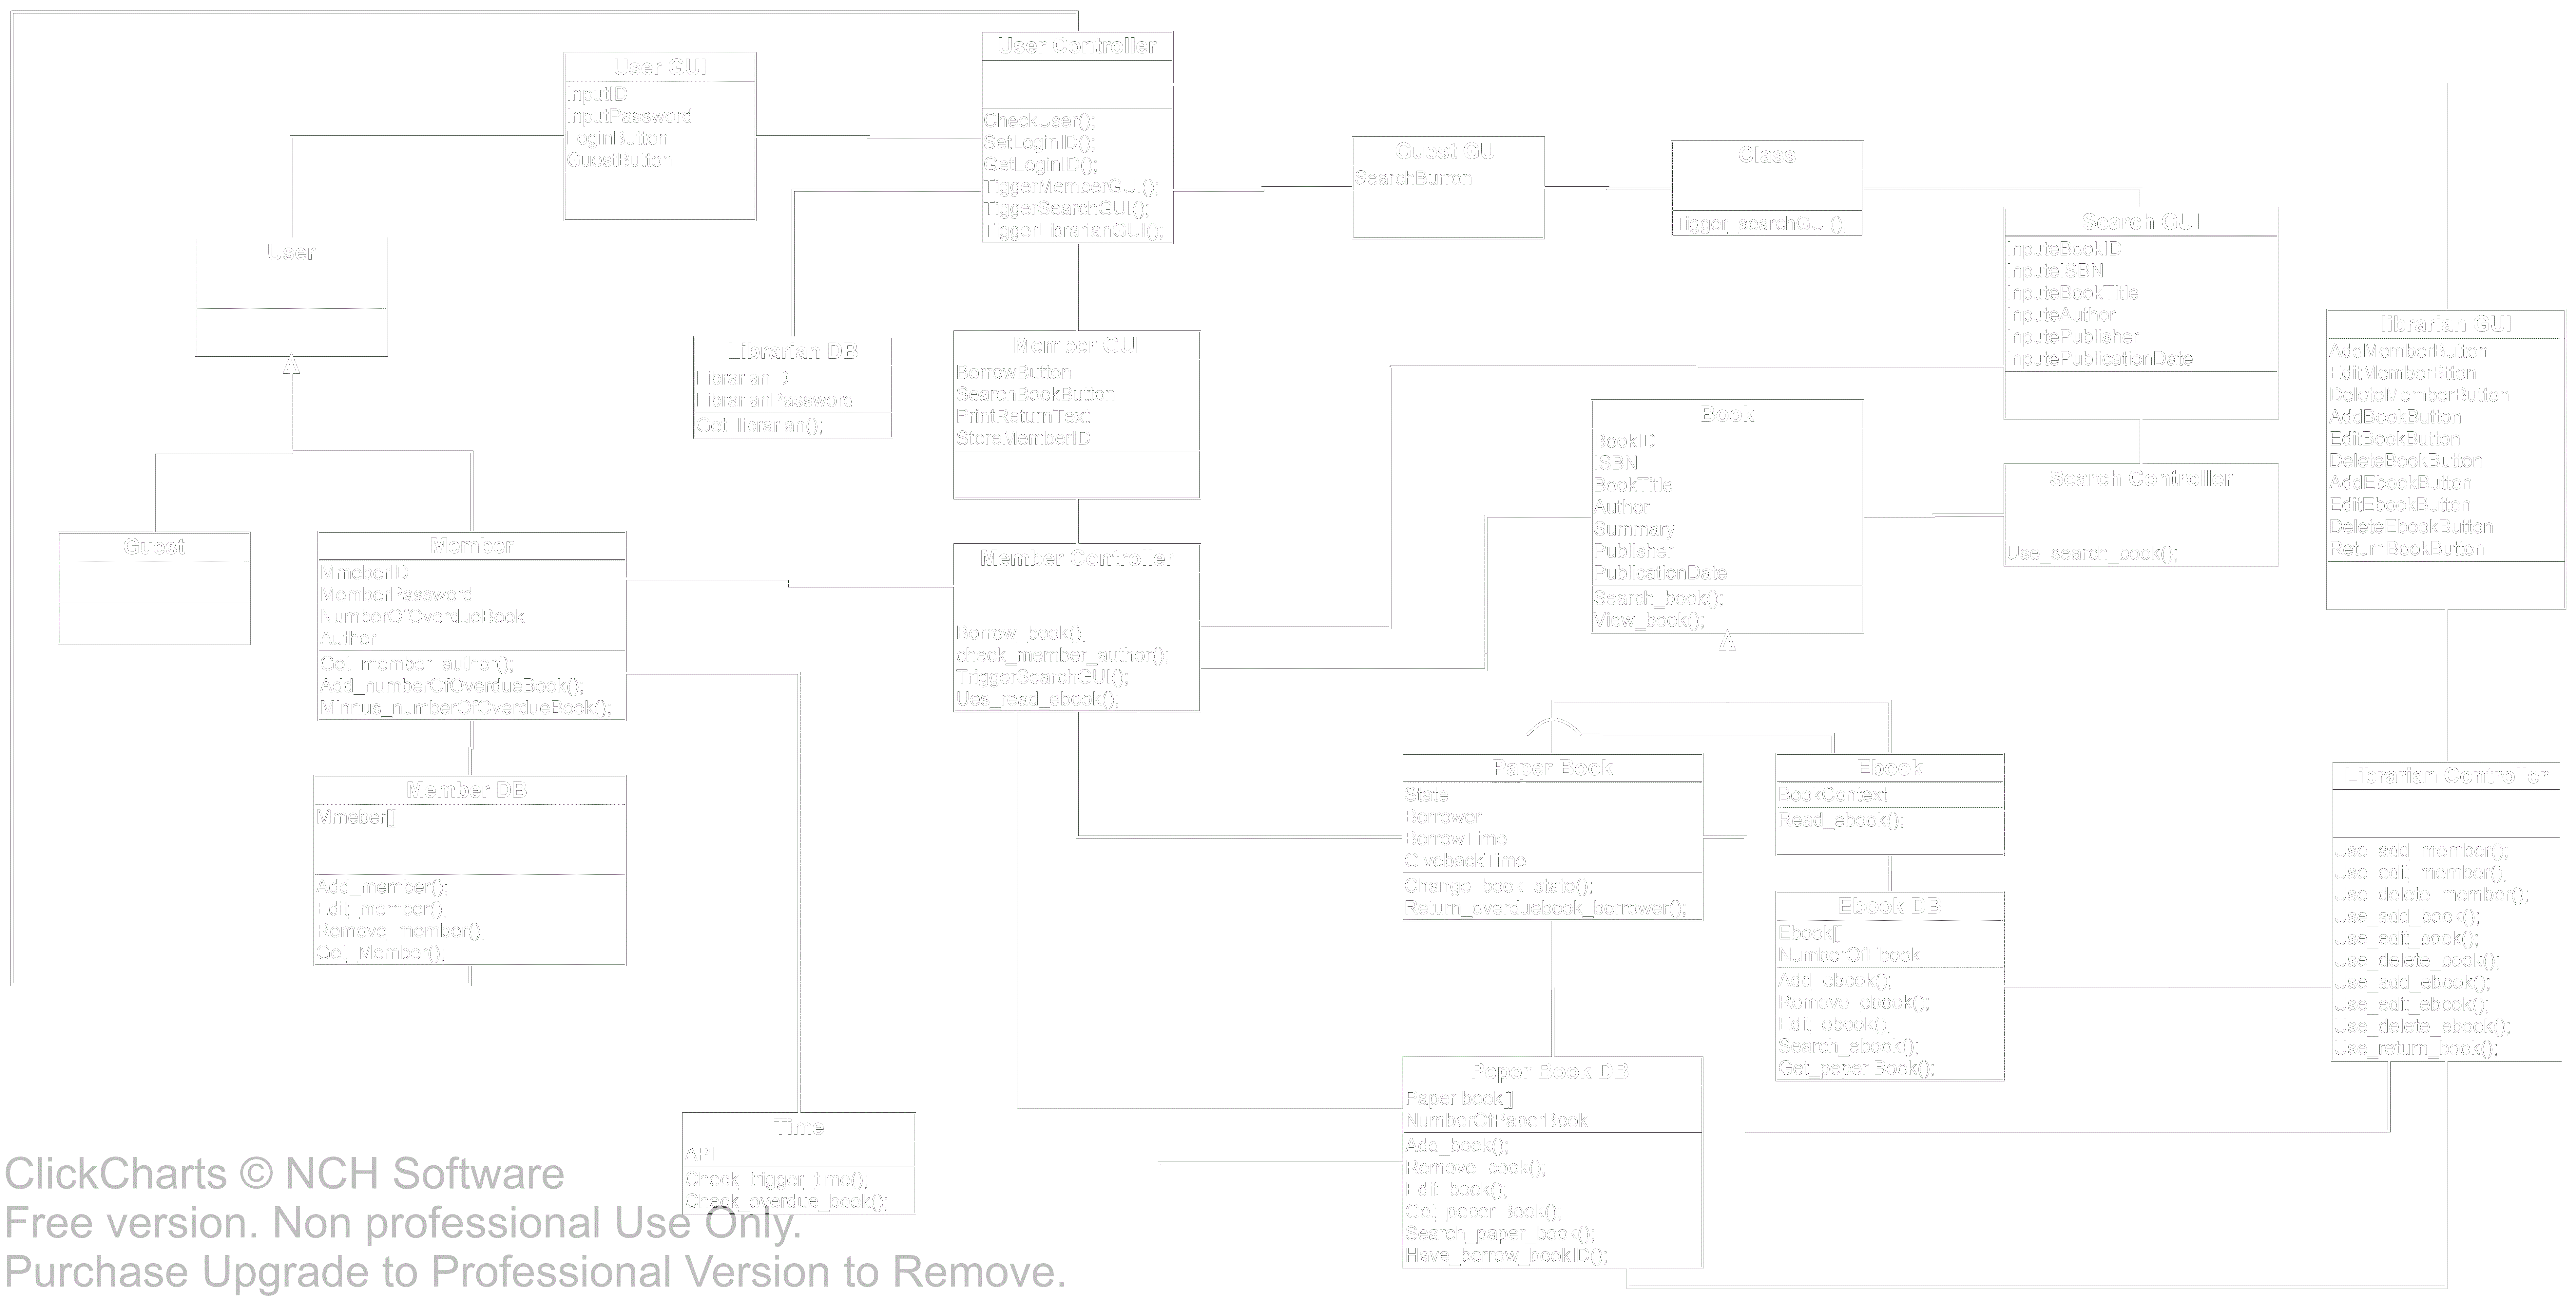 User Controller
CheckUser();
SetLoginID();
GetLoginID();
TiggerMemberGUI();
TiggerSearchGUI();
TiggerLibrarianGUI();
User GUI
InputID
InputPassword
LoginButton
GuestButton
Guest GUI
SearchBurron
Class
Tigger_searchGUI();
Search GUI
InputeBookID
InputeISBN
InputeBookTitle
InputeAuthor
InputePublisher
InputePublicationDate
User
librarian GUI
AddMemberButton
EditMemberBtton
DeleteMemberButton
AddBookButton
EditBookButton
DeleteBookButton
AddEbookButton
EditEbookButton
DeleteEbookButton
ReturnBookButton
Librarian DB
LibrarianID
LibrarianPassword
Get_librarian();
Member GUI
BorrowButton
SearchBookButton
PrintReturnText
StoreMemberID
Book
BookID
ISBN
BookTitle
Author
Summary
Publisher
PublicationDate
Search_book();
View_book();
Search Controller
Use_search_book();
Guest
Member
MmeberID
MemberPassword
NumberOfOverdueBook
Auther
Get_member_author();
Add_numberOfOverdueBook();
Minnus_numberOfOverdueBook();
Member Controller
Borrow_book();
check_member_author();
TriggerSearchGUI();
Ues_read_ebook();
Member DB
Mmeber[]
Add_member();
Edit_member();
Remove_member();
Get_Member();
Paper Book
State
Borrower
BorrowTime
GivebackTime
Change_book_state();
Return_overduebook_borrower();
Ebook
BookContext
Read_ebook();
Librarian Controller
Use_add_member();
Use_edit_member();
Use_delete_member();
Use_add_book();
Use_edit_book();
Use_delete_book();
Use_add_ebook();
Use_edit_ebook();
Use_delete_ebook();
Use_return_book();
Ebook DB
Ebook[]
NumberOfEbook
Add_ebook();
Remove_ebook();
Edit_ebook();
Search_ebook();
Get_peper Book();
Peper Book DB
Paper book[]
NumberOfPaperBook
Add_book();
Remove_book();
Edit_book();
Get_peper Book();
Search_paper_book();
Have_borrow_bookID();
Time
API
Check_trigger_time();
Check_overdue_book();
ClickCharts © NCH Software
Free version. Non professional Use Only.
Purchase Upgrade to Professional Version to Remove.